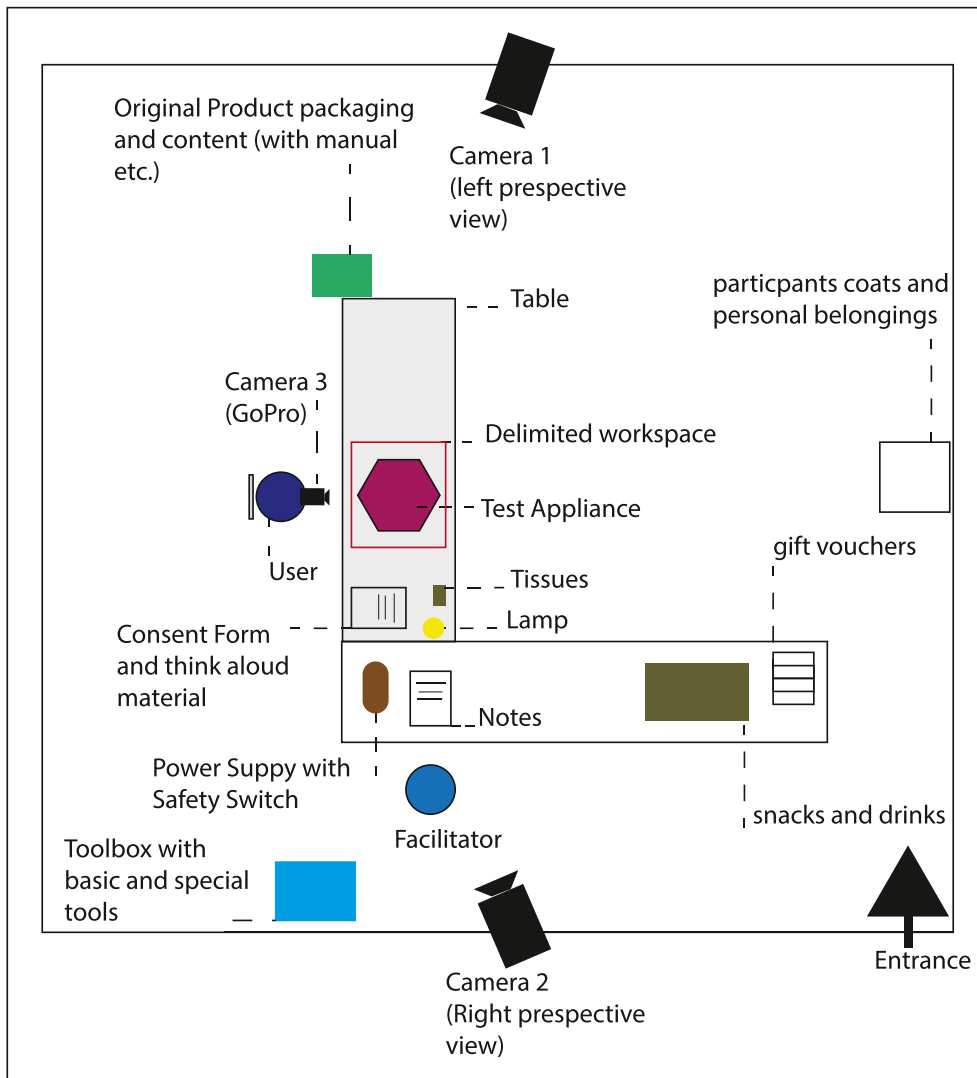 Original Product packaging
and content (with manual
etc.)
Camera 1
(left prespective
view)
Table
particpants coats and
personal belongings
Camera 3
(GoPro)
Delimited workspace
Test Appliance
User
gift vouchers
Tissues
Lamp
Consent Form
and think aloud
material
Notes
Power Suppy with
Safety Switch
snacks and drinks
Facilitator
Toolbox with
basic and special
tools
Entrance
Camera 2
(Right prespective
view)